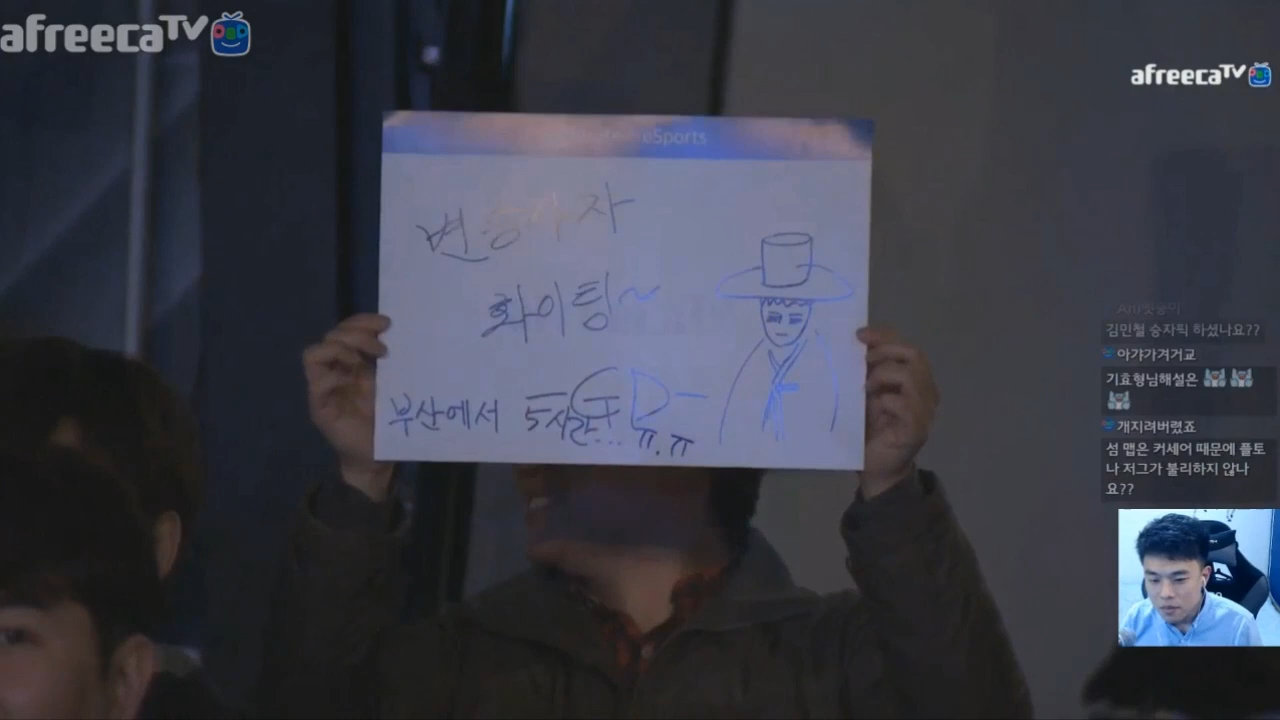 afreecaTV
afreecaTV
eSports
변
자
화이팅~
부산에서 5시간...ㅠ.ㅠ
김민철 승자픽 하셨나요??
아갸가겨거교
기효형님해설은
개지려버렸죠
섬 맵은 커세어 때문에 플토
나 저그가 불리하지 않나
요??